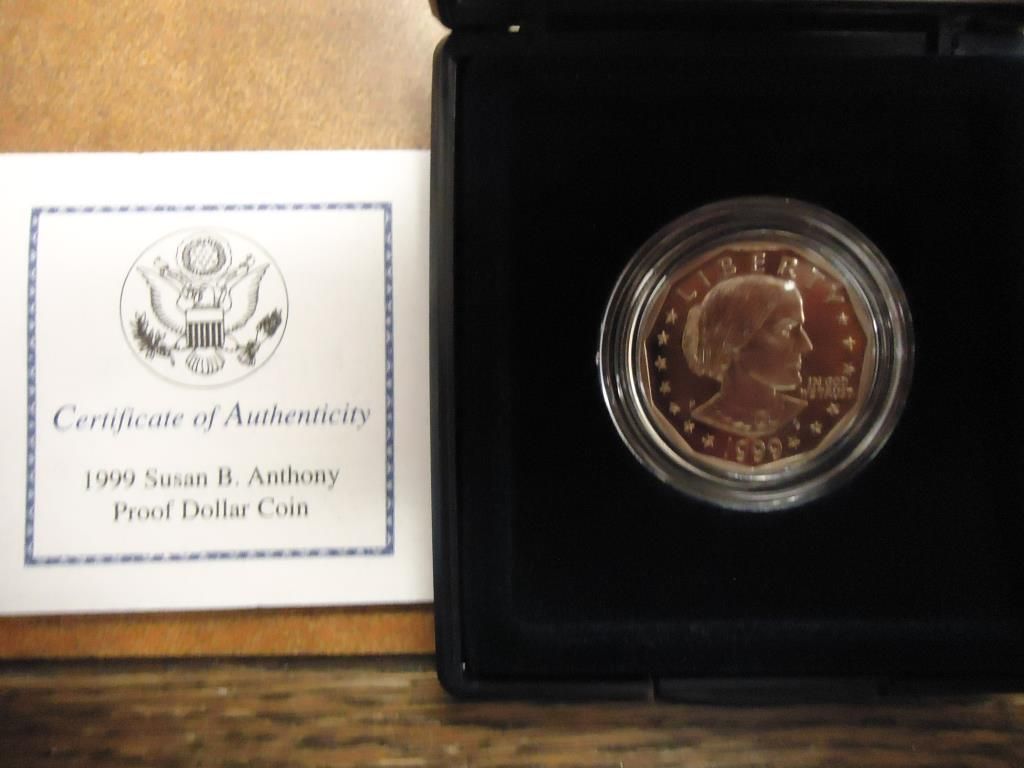 Certificate of Authenticity
1999 Susan B. Anthony
Proof Dollar Coin
LIBERTY
IN GOD
WE TRUST
P
1999